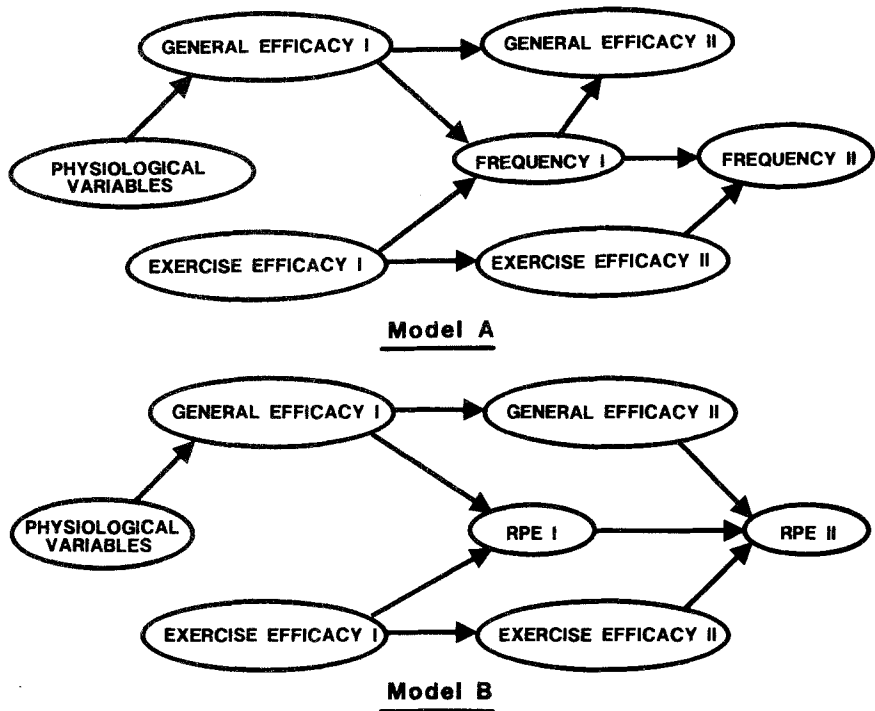 GENERAL EFFICACY I
GENERAL EFFICACY II
PHYSIOLOGICAL
VARIABLES
FREQUENCY I
FREQUENCY II
EXERCISE EFFICACY I
EXERCISE EFFICACY II
Model A
GENERAL EFFICACY I
GENERAL EFFICACY II
PHYSIOLOGICAL
VARIABLES
RPE I
RPE II
EXERCISE EFFICACY I
EXERCISE EFFICACY II
Model B